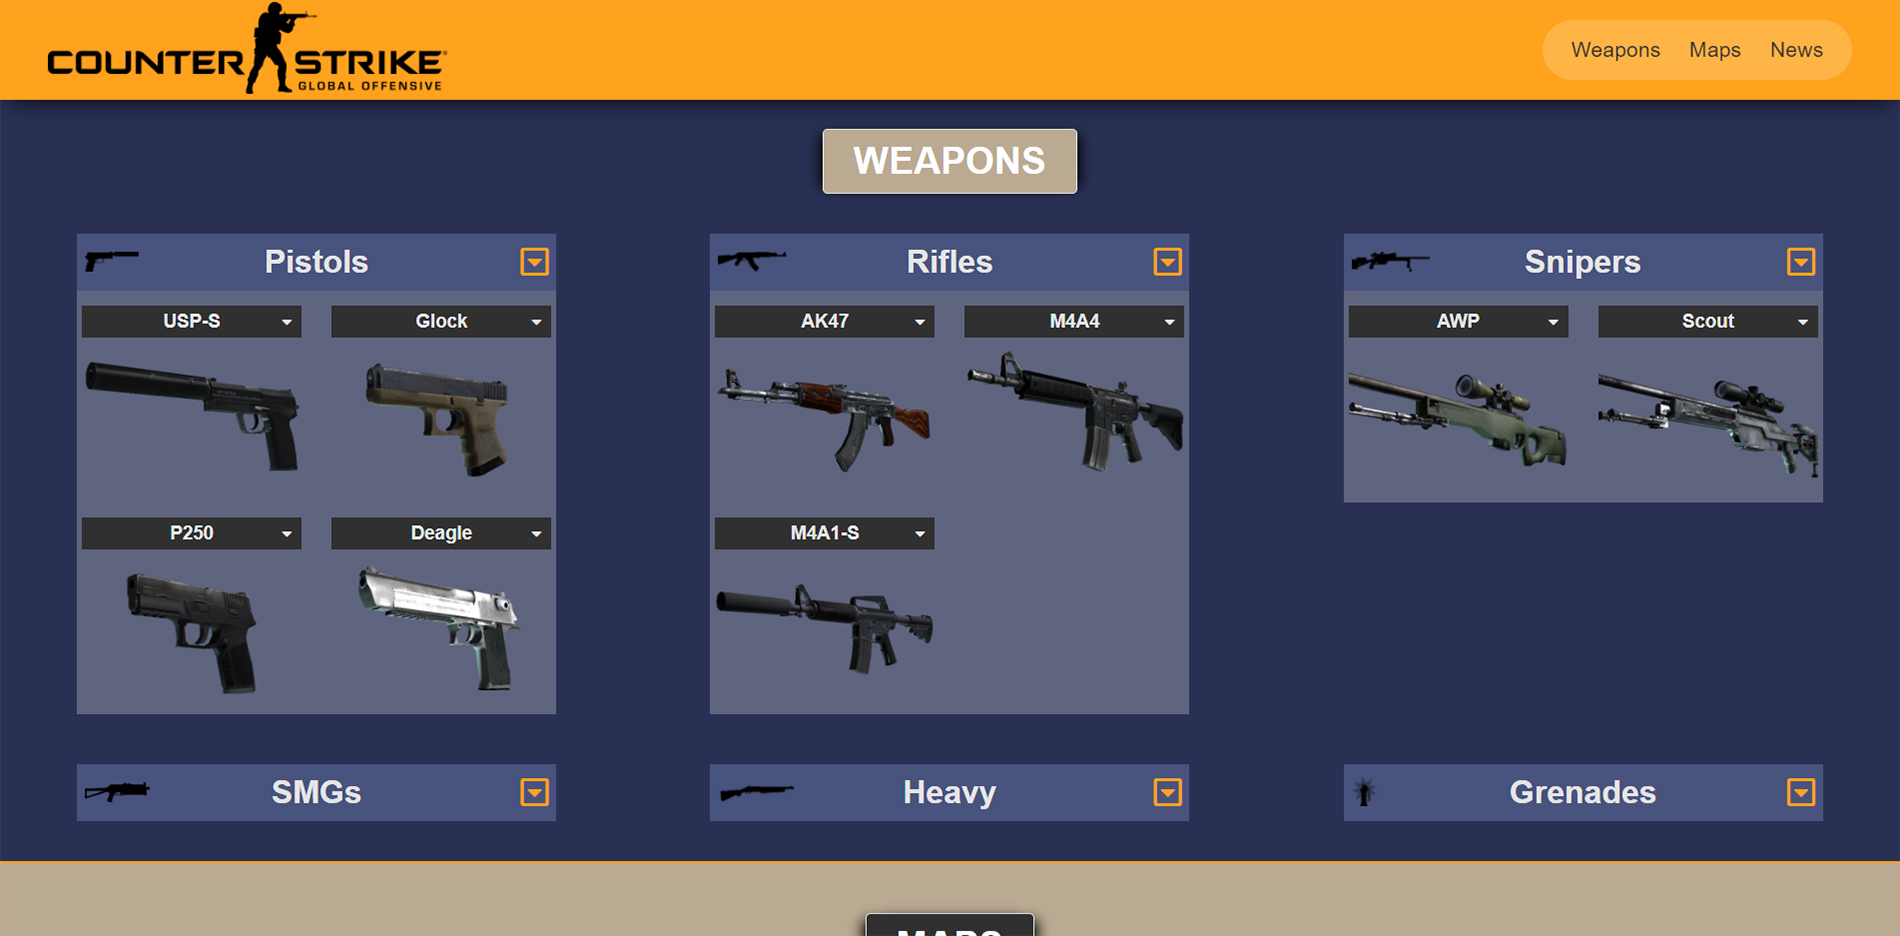 COUNTER STRIKE
GLOBAL OFFENSIVE
Weapons Maps News
WEAPONS
Pistols
Rifles
Snipers
USP-S
Glock
AK47
M4A4
AWP
Scout
P250
Deagle
M4A1-S
SMGs
Heavy
Grenades
MAPS